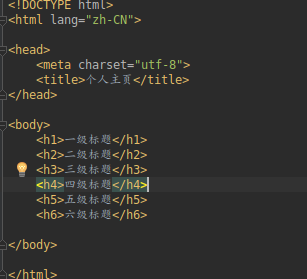 <!DOCTYPE html>
<html lang="zh-CN">
<head>
<meta charset="utf-8">
<title>个人主页</title>
</head>
<body>
<h1>一级标题</h1>
<h2>二级标题</h2>
<h3>三级标题</h3>
<h4>四级标题</h4>
<h5>五级标题</h5>
<h6>六级标题</h6>
</body>
</html>